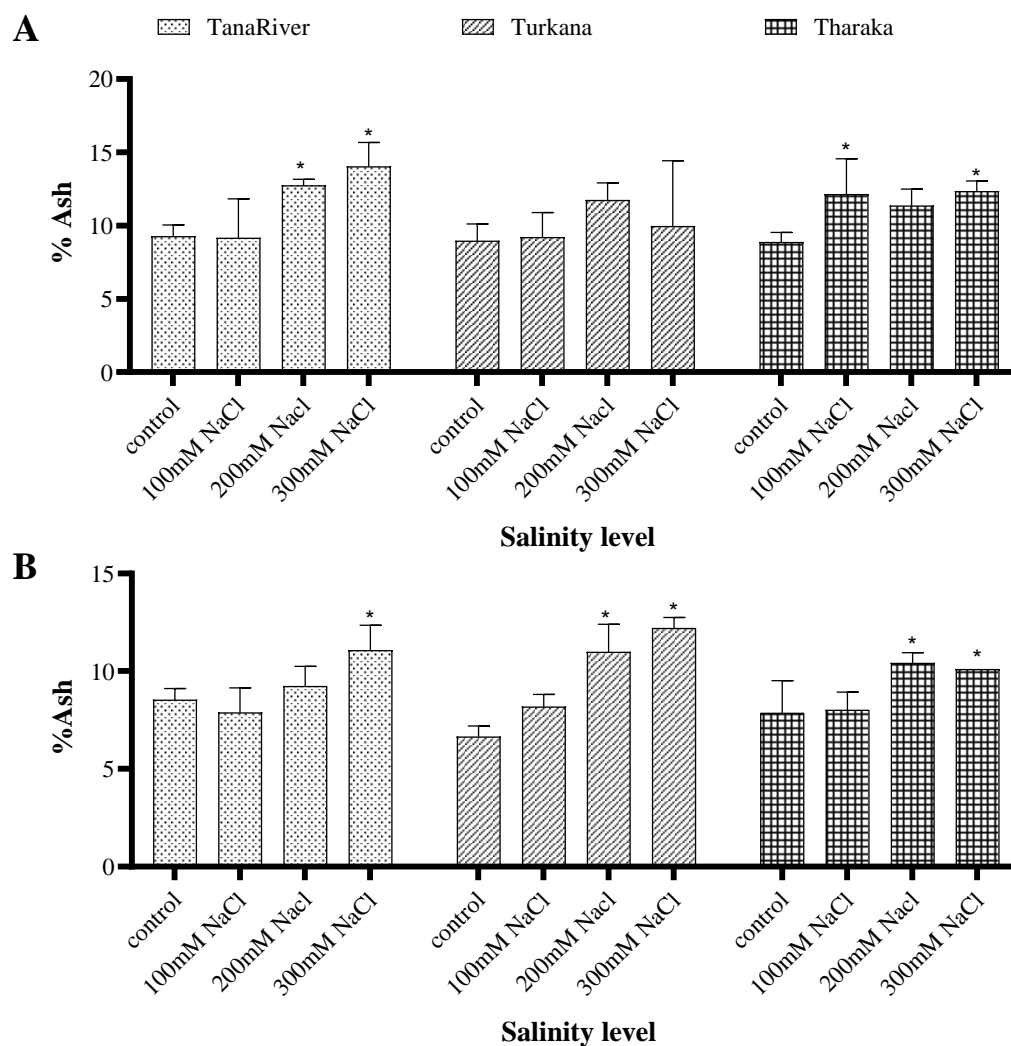 A
TanaRiver Turkana Tharaka
20
15
10
5
0
% Ash
* * * *
control 100mM NaCl 200mM Nacl 300mM NaCl control 100mM NaCl 200mM Nacl 300mM NaCl control 100mM NaCl 200mM Nacl 300mM NaCl
Salinity level
B
15
10
5
0
%Ash
* * * * *
control 100mM NaCl 200mM Nacl 300mM NaCl control 100mM NaCl 200mM Nacl 300mM NaCl control 100mM NaCl 200mM Nacl 300mM NaCl
Salinity level